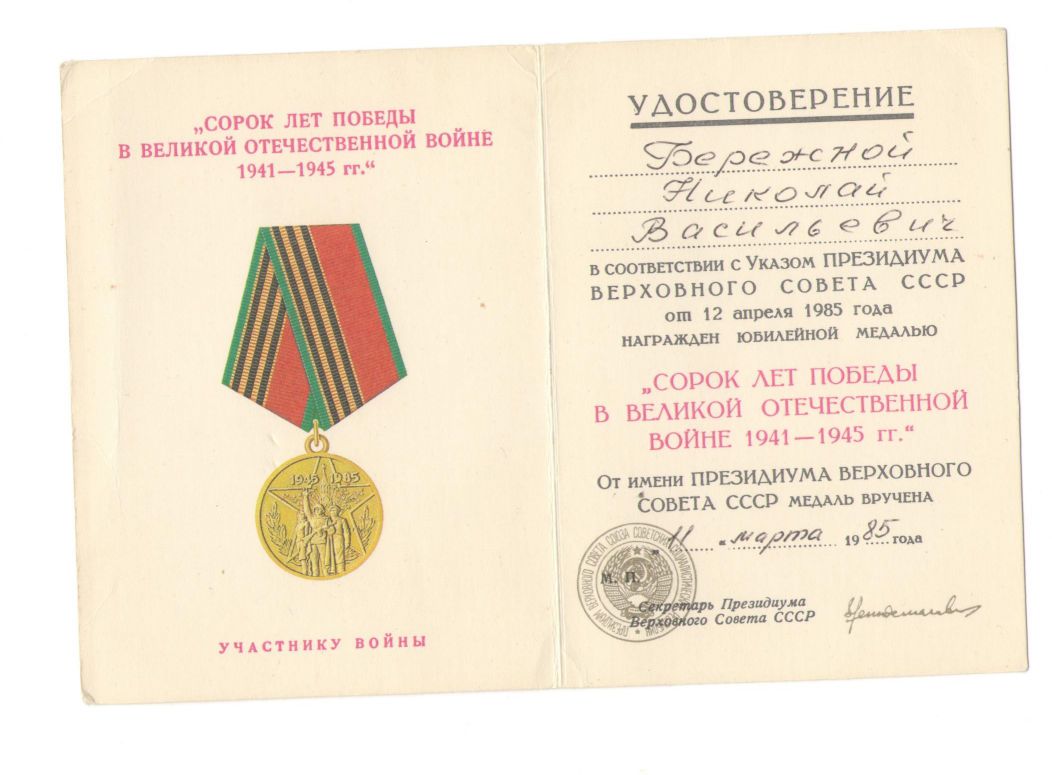 „СОРОК ЛЕТ ПОБЕДЫ
В ВЕЛИКОЙ ОТЕЧЕСТВЕННОЙ ВОЙНЕ
1941—1945 гг.“
1945 1985
УЧАСТНИКУ ВОЙНЫ
УДОСТОВЕРЕНИЕ
Бережной
Николай
Васильевич
В СООТВЕТСТВИИ С УКАЗОМ ПРЕЗИДИУМА
ВЕРХОВНОГО СОВЕТА СССР
от 12 апреля 1985 года
НАГРАЖДЕН ЮБИЛЕЙНОЙ МЕДАЛЬЮ
„СОРОК ЛЕТ ПОБЕДЫ
В ВЕЛИКОЙ ОТЕЧЕСТВЕННОЙ
ВОЙНЕ 1941—1945 гг.“
ОТ ИМЕНИ ПРЕЗИДИУМА ВЕРХОВНОГО
СОВЕТА СССР МЕДАЛЬ ВРУЧЕНА
„11“ марта 1985 года
М. П.
Секретарь Президиума
Верховного Совета СССР